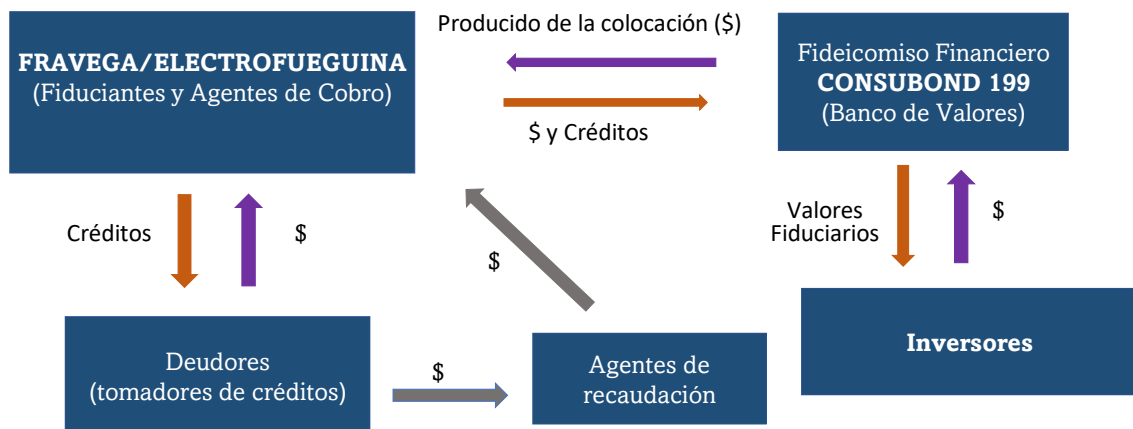 Producido de la colocación ($)
FRAVEGA/ELECTROFUEGUINA
(Fiduciantes y Agentes de Cobro)
Fideicomiso Financiero
CONSUBOND 199
(Banco de Valores)
$ y Créditos
Créditos
$
$
Valores
Fiduciarios
$
Deudores
(tomadores de créditos)
$
Agentes de
recaudación
Inversores